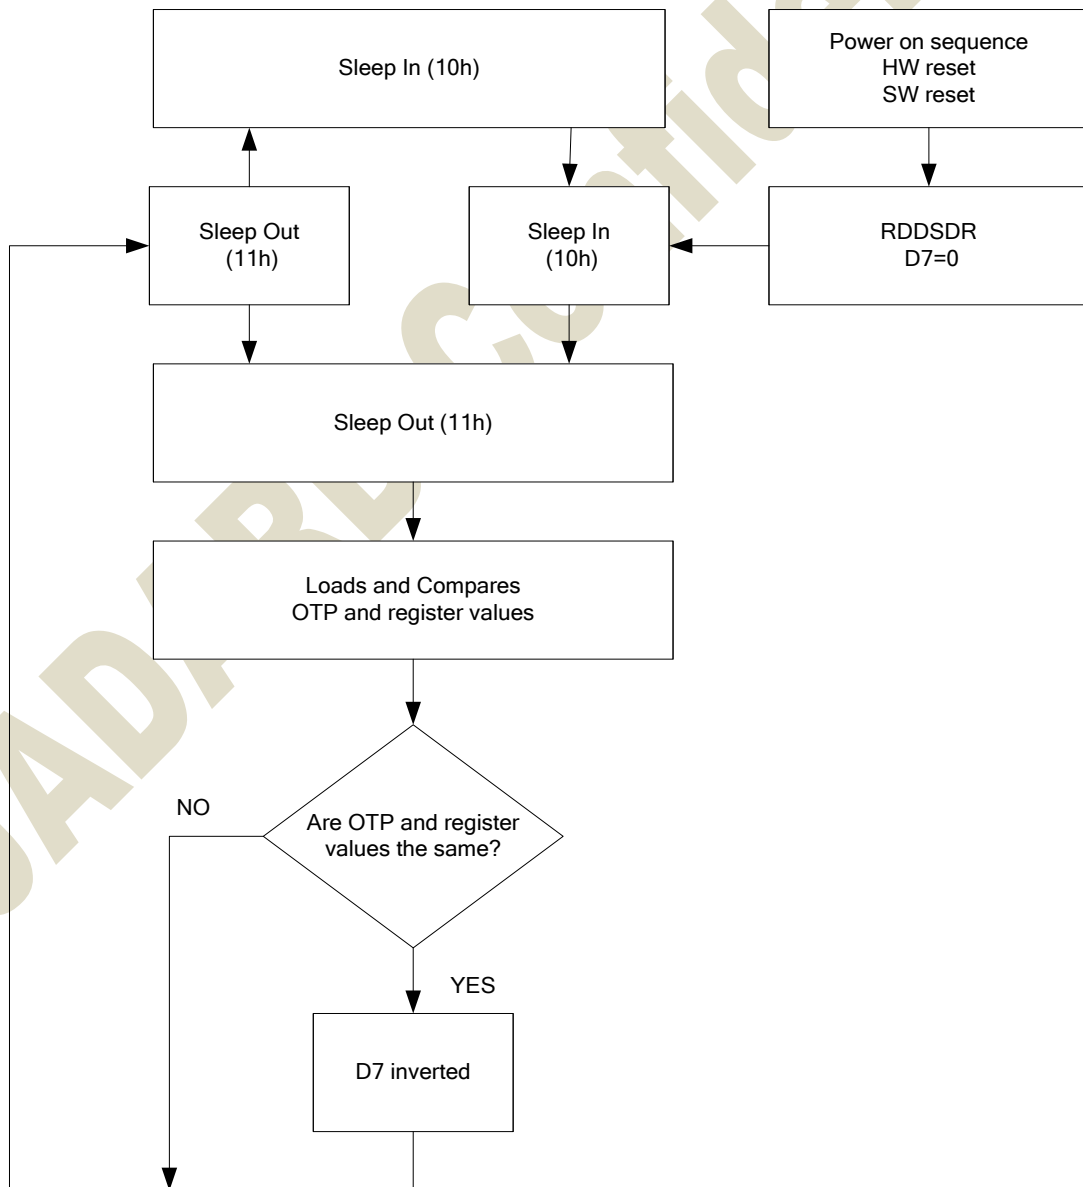 Sleep In (10h)
Power on sequence
HW reset
SW reset
Sleep Out
(11h)
Sleep In
(10h)
RDDSDR
D7=0
Sleep Out (11h)
Loads and Compares
OTP and register values
Are OTP and register
values the same?
NO
YES
D7 inverted